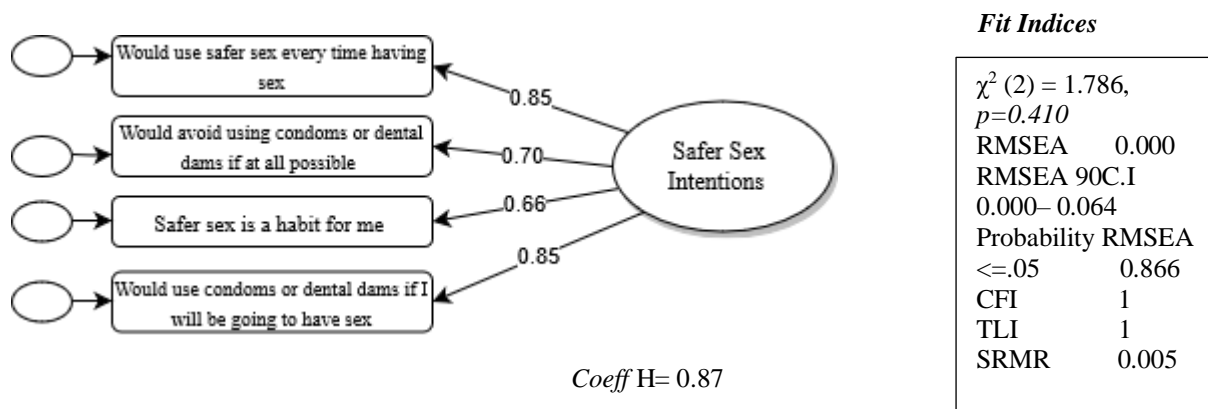 Would use safer sex every time having
sex
0.85
Would avoid using condoms or dental
dams if at all possible
0.70
Safer sex is a habit for me
0.66
Would use condoms or dental dams if I
will be going to have sex
0.85
Safer Sex
Intentions
Coeff H= 0.87
Fit Indices
χ² (2) = 1.786,
p=0.410
RMSEA 0.000
RMSEA 90C.I
0.000– 0.064
Probability RMSEA
<=.05 0.866
CFI 1
TLI 1
SRMR 0.005